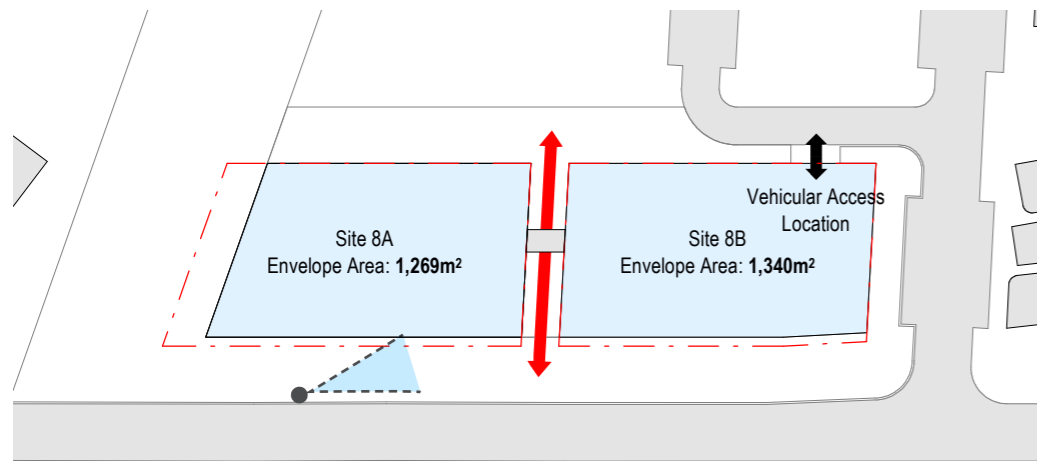 Vehicular Access
Location
Site 8A
Envelope Area: 1,269m²
Site 8B
Envelope Area: 1,340m²